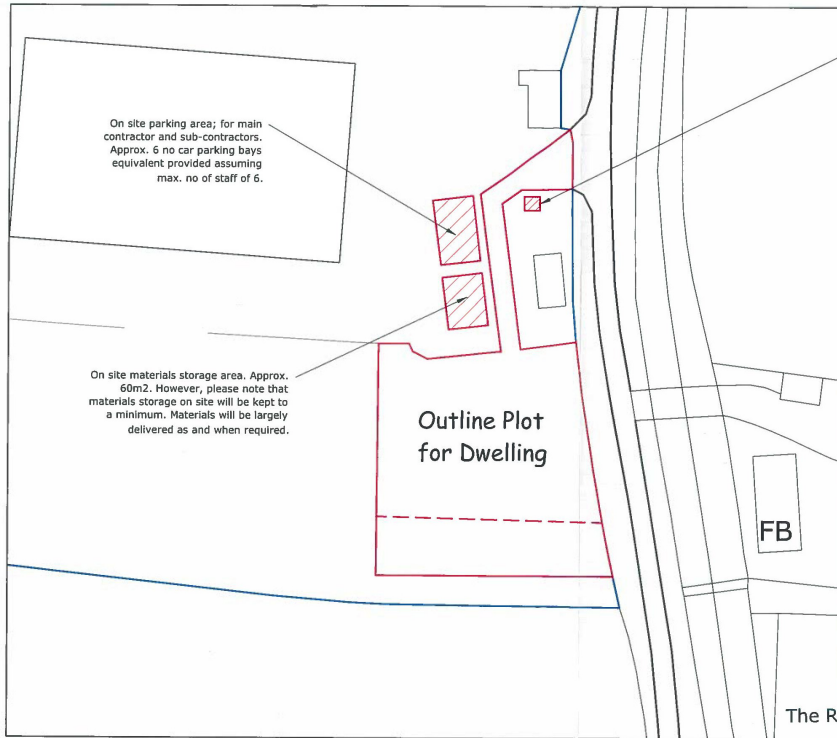 On site parking area; for main
contractor and sub-contractors.
Approx. 6 no car parking bays
equivalent provided assuming
max. no of staff of 6.
On site materials storage area. Approx.
60m2. However, please note that
materials storage on site will be kept to
a minimum. Materials will be largely
delivered as and when required.
Outline Plot
for Dwelling
FB
The R